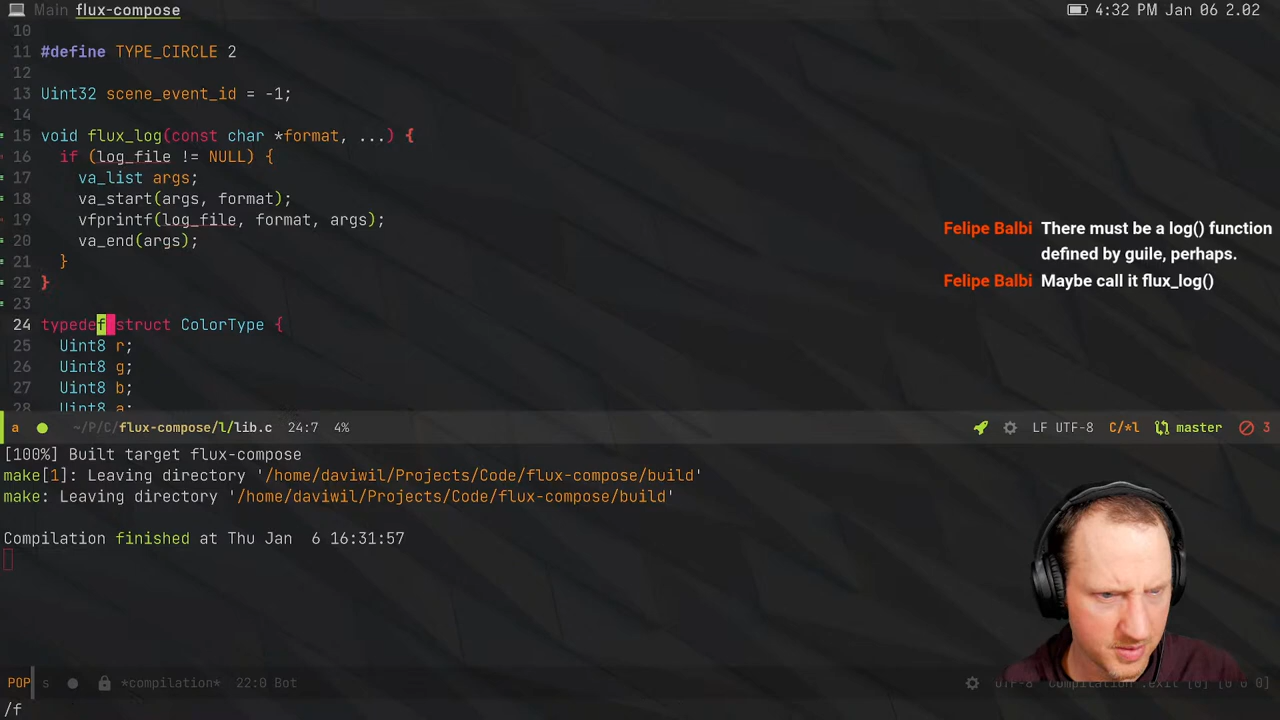 Main flux-compose
4:32 PM Jan 06 2.02
10
11 #define TYPE_CIRCLE 2
12
13 Uint32 scene_event_id = -1;
14
15 void flux_log(const char *format, ...) {
16 if (log_file != NULL) {
17 va_list args;
18 va_start(args, format);
19 vfprintf(log_file, format, args);
20 va_end(args);
21 }
22 }
23
24 typedef struct ColorType {
25 Uint8 r;
26 Uint8 g;
27 Uint8 b;
28 Uint8 a;
Felipe Balbi There must be a log() function
defined by guile, perhaps.
Felipe Balbi Maybe call it flux_log()
a ~/P/C/flux-compose/l/lib.c 24:7 4% LF UTF-8 C/*l master 3
[100%] Built target flux-compose
make[1]: Leaving directory '/home/daviwil/Projects/Code/flux-compose/build'
make: Leaving directory '/home/daviwil/Projects/Code/flux-compose/build'
Compilation finished at Thu Jan 6 16:31:57
POP s *compilation* 22:0 Bot
/f